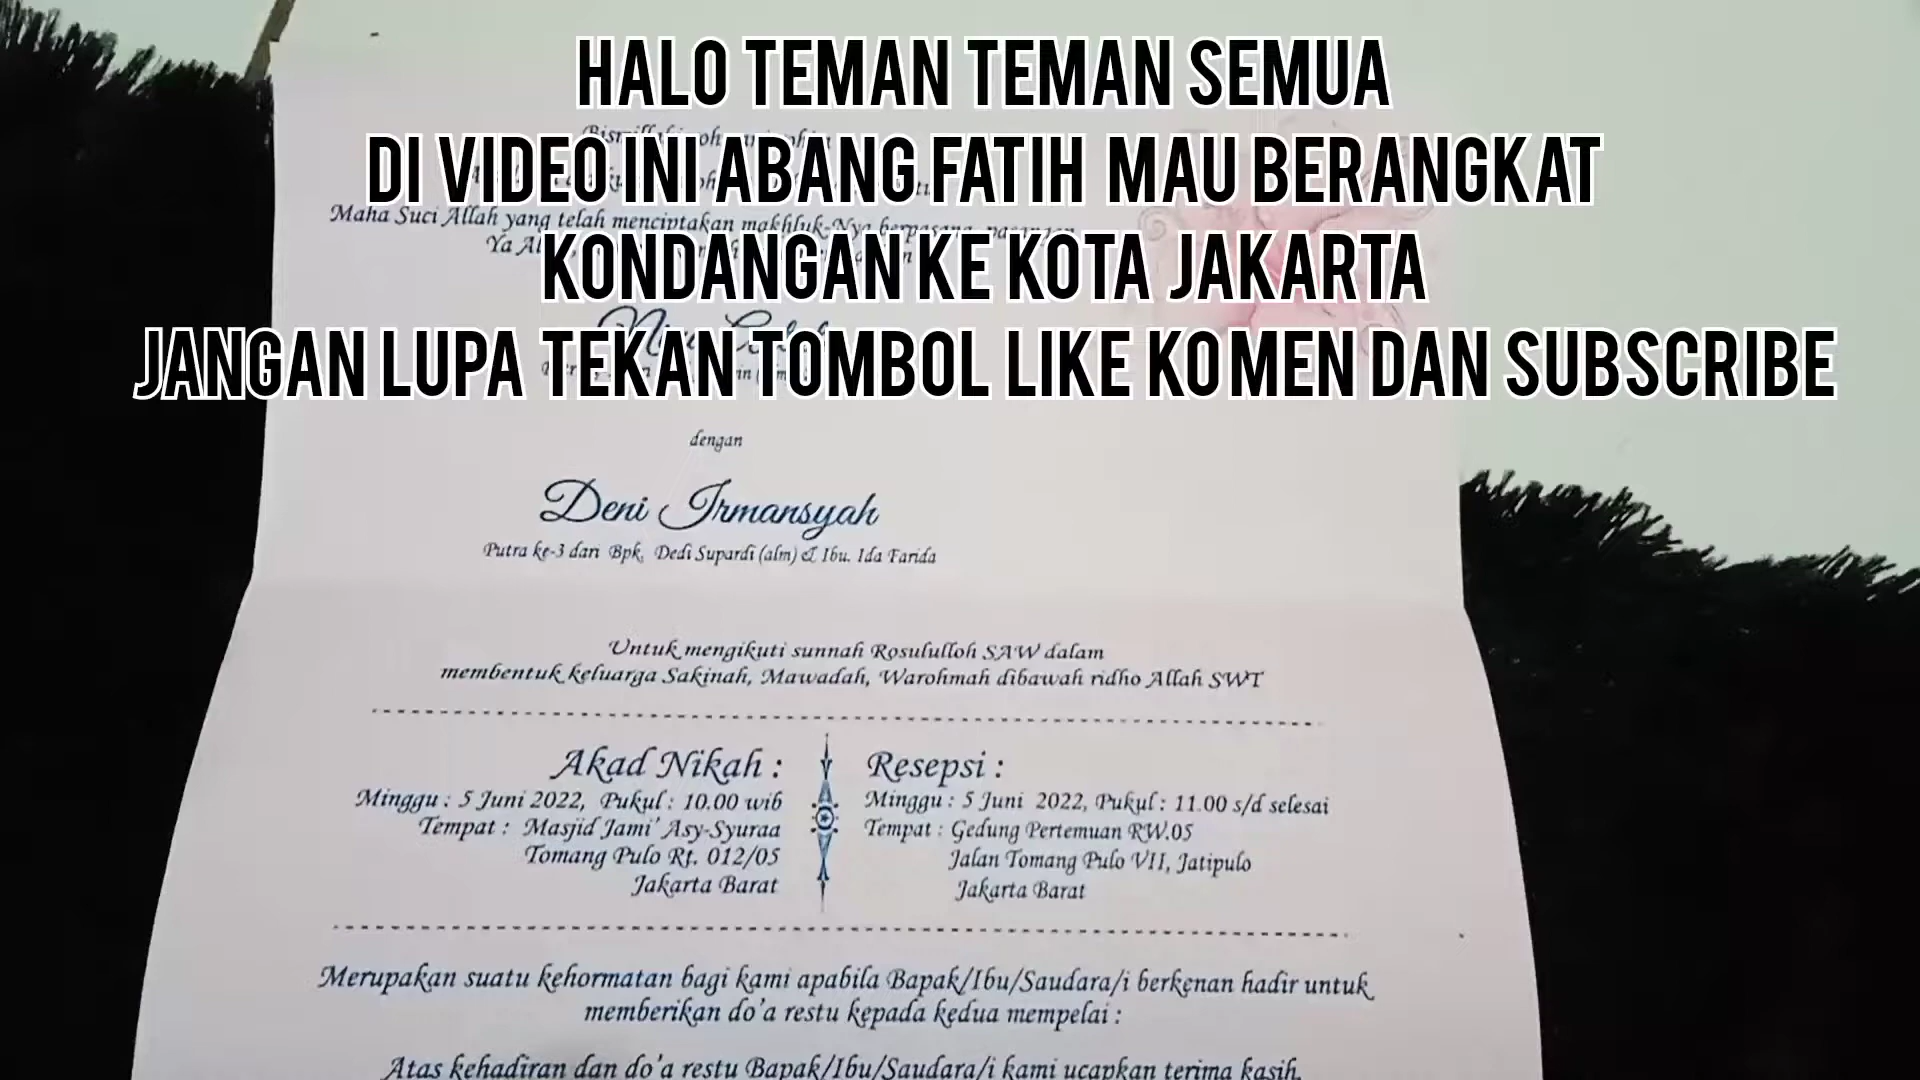 HALO TEMAN TEMAN SEMUA
DI VIDEO INI ABANG FATIH MAU BERANGKAT
KONDANGAN KE KOTA JAKARTA
JANGAN LUPA TEKAN TOMBOL LIKE KOMEN DAN SUBSCRIBE
Maha Suci Allah yang telah menciptakan makhluk-Nya berpasang-pasangan
dengan
Deni Irmansyah
Putra ke-3 dari Bpk. Dedi Supardi (alm) & Ibu. Ida Farida
Untuk mengikuti sunnah Rosululloh SAW dalam
membentuk keluarga Sakinah, Mawadah, Warohmah dibawah ridho Allah SWT
Akad Nikah :
Minggu : 5 Juni 2022, Pukul : 10.00 wib
Tempat : Masjid Jami' Asy-Syuraa
Tomang Pulo Rt. 012/05
Jakarta Barat
Resepsi :
Minggu : 5 Juni 2022, Pukul : 11.00 s/d selesai
Tempat : Gedung Pertemuan RW.05
Jalan Tomang Pulo VII, Jatipulo
Jakarta Barat
Merupakan suatu kehormatan bagi kami apabila Bapak/Ibu/Saudara/i berkenan hadir untuk
memberikan do'a restu kepada kedua mempelai :
Atas kehadiran dan do'a restu Bapak/Ibu/Saudara/i kami ucapkan terima kasih.